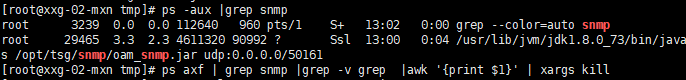 [root@xxg-02-mxn tmp]# ps -aux |grep snmp
root      3239  0.0  0.0 112640   960 pts/1    S+   13:02   0:00 grep --color=auto snmp
root     29465  3.3  2.3 4611320 90992 ?       Ssl  13:00   0:04 /usr/lib/jvm/jdk1.8.0_73/bin/jav
s /opt/tsg/snmp/oam_snmp.jar udp:0.0.0.0/50161
[root@xxg-02-mxn tmp]# ps axf | grep snmp |grep -v grep  |awk '{print $1}' | xargs kill